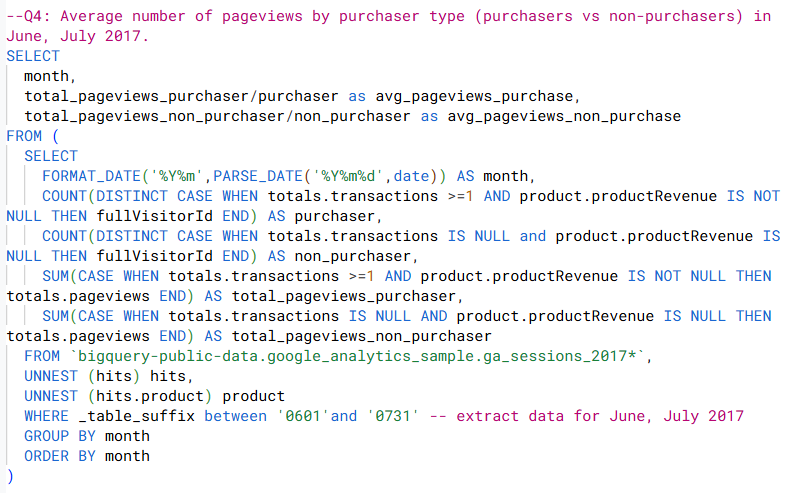 --Q4: Average number of pageviews by purchaser type (purchasers vs non-purchasers) in
June, July 2017.
SELECT
month,
total_pageviews_purchaser/purchaser as avg_pageviews_purchase,
total_pageviews_non_purchaser/non_purchaser as avg_pageviews_non_purchase
FROM (
SELECT
FORMAT_DATE('%Y%m',PARSE_DATE('%Y%m%d',date)) AS month,
COUNT(DISTINCT CASE WHEN totals.transactions >=1 AND product.productRevenue IS NOT
NULL THEN fullVisitorId END) AS purchaser,
COUNT(DISTINCT CASE WHEN totals.transactions IS NULL and product.productRevenue IS
NULL THEN fullVisitorId END) AS non_purchaser,
SUM(CASE WHEN totals.transactions >=1 AND product.productRevenue IS NOT NULL THEN
totals.pageviews END) AS total_pageviews_purchaser,
SUM(CASE WHEN totals.transactions IS NULL AND product.productRevenue IS NULL THEN
totals.pageviews END) AS total_pageviews_non_purchaser
FROM `bigquery-public-data.google_analytics_sample.ga_sessions_2017*`,
UNNEST (hits) hits,
UNNEST (hits.product) product
WHERE _table_suffix between '0601'and '0731' -- extract data for June, July 2017
GROUP BY month
ORDER BY month
)